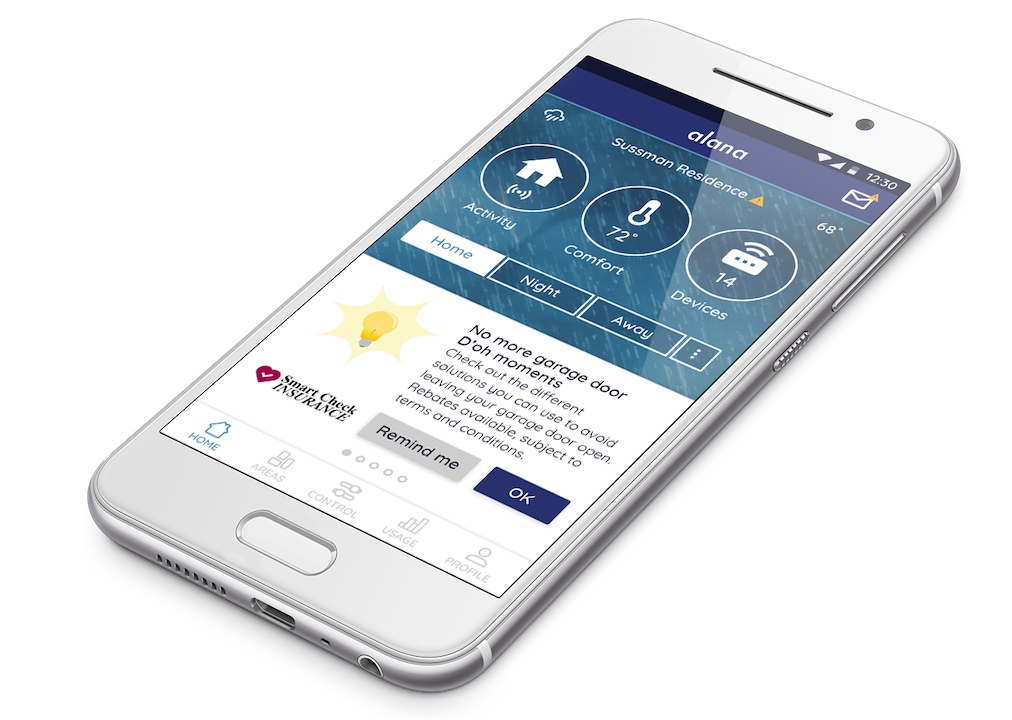 12:30
alana
Sussman Residence
68°
Activity
72°
Comfort
14
Devices
Home
Night
Away
No more garage door
D'oh moments
Check out the different
solutions you can use to avoid
leaving your garage door open.
Rebates available, subject to
terms and conditions.
Smart Check
INSURANCE
Remind me
OK
HOME
AREAS
CONTROL
USAGE
PROFILE